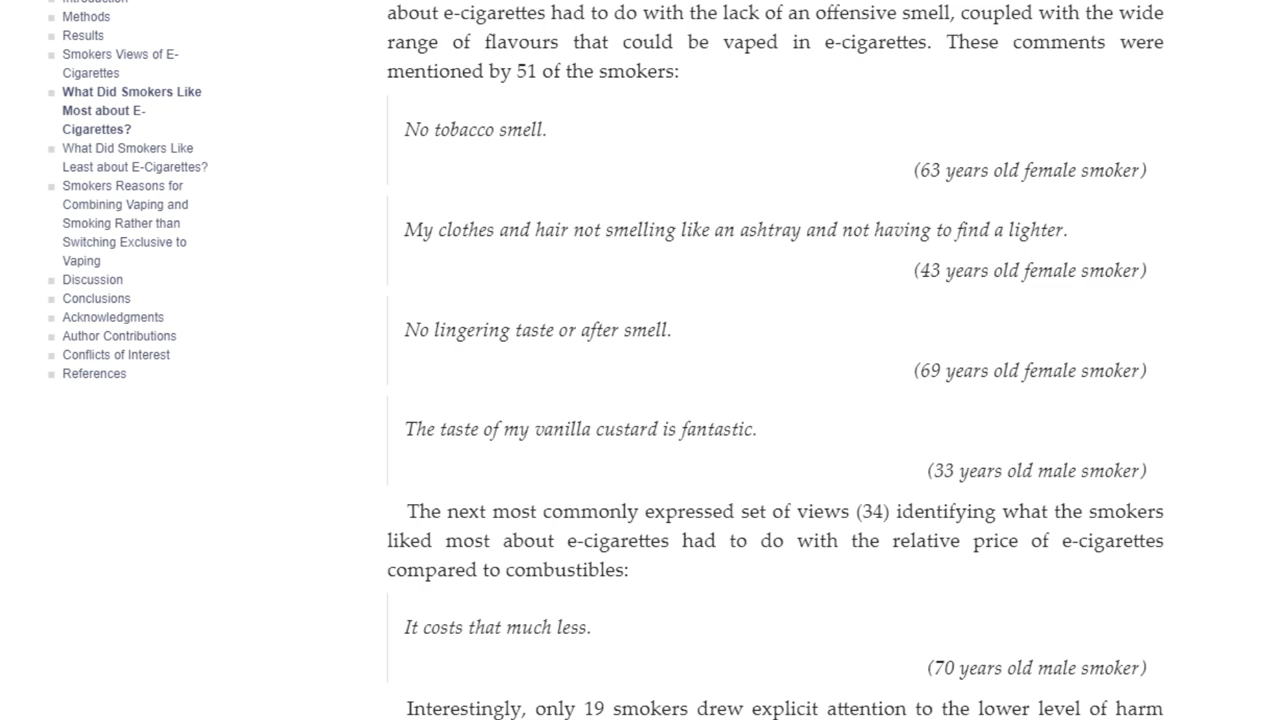 Introduction
Methods
Results
Smokers Views of E-
Cigarettes
What Did Smokers Like
Most about E-
Cigarettes?
What Did Smokers Like
Least about E-Cigarettes?
Smokers Reasons for
Combining Vaping and
Smoking Rather than
Switching Exclusive to
Vaping
Discussion
Conclusions
Acknowledgments
Author Contributions
Conflicts of Interest
References
about e-cigarettes had to do with the lack of an offensive smell, coupled with the wide
range of flavours that could be vaped in e-cigarettes. These comments were
mentioned by 51 of the smokers:
No tobacco smell.
(63 years old female smoker)
My clothes and hair not smelling like an ashtray and not having to find a lighter.
(43 years old female smoker)
No lingering taste or after smell.
(69 years old female smoker)
The taste of my vanilla custard is fantastic.
(33 years old male smoker)
The next most commonly expressed set of views (34) identifying what the smokers
liked most about e-cigarettes had to do with the relative price of e-cigarettes
compared to combustibles:
It costs that much less.
(70 years old male smoker)
Interestingly, only 19 smokers drew explicit attention to the lower level of harm